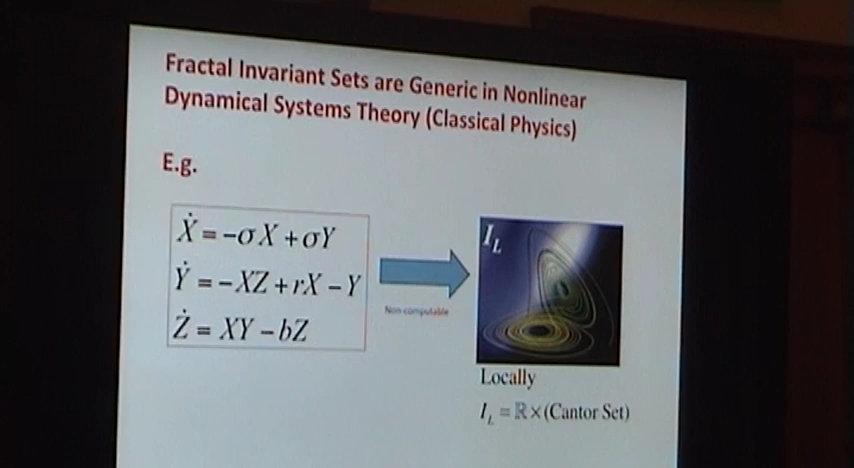 Fractal Invariant Sets are Generic in Nonlinear
Dynamical Systems Theory (Classical Physics)
E.g.
Ẋ = -σX + σY
Ẏ = -XZ + rX - Y
Ż = XY - bZ
Non-computable
I_L
Locally
I_L = ℝ × (Cantor Set)